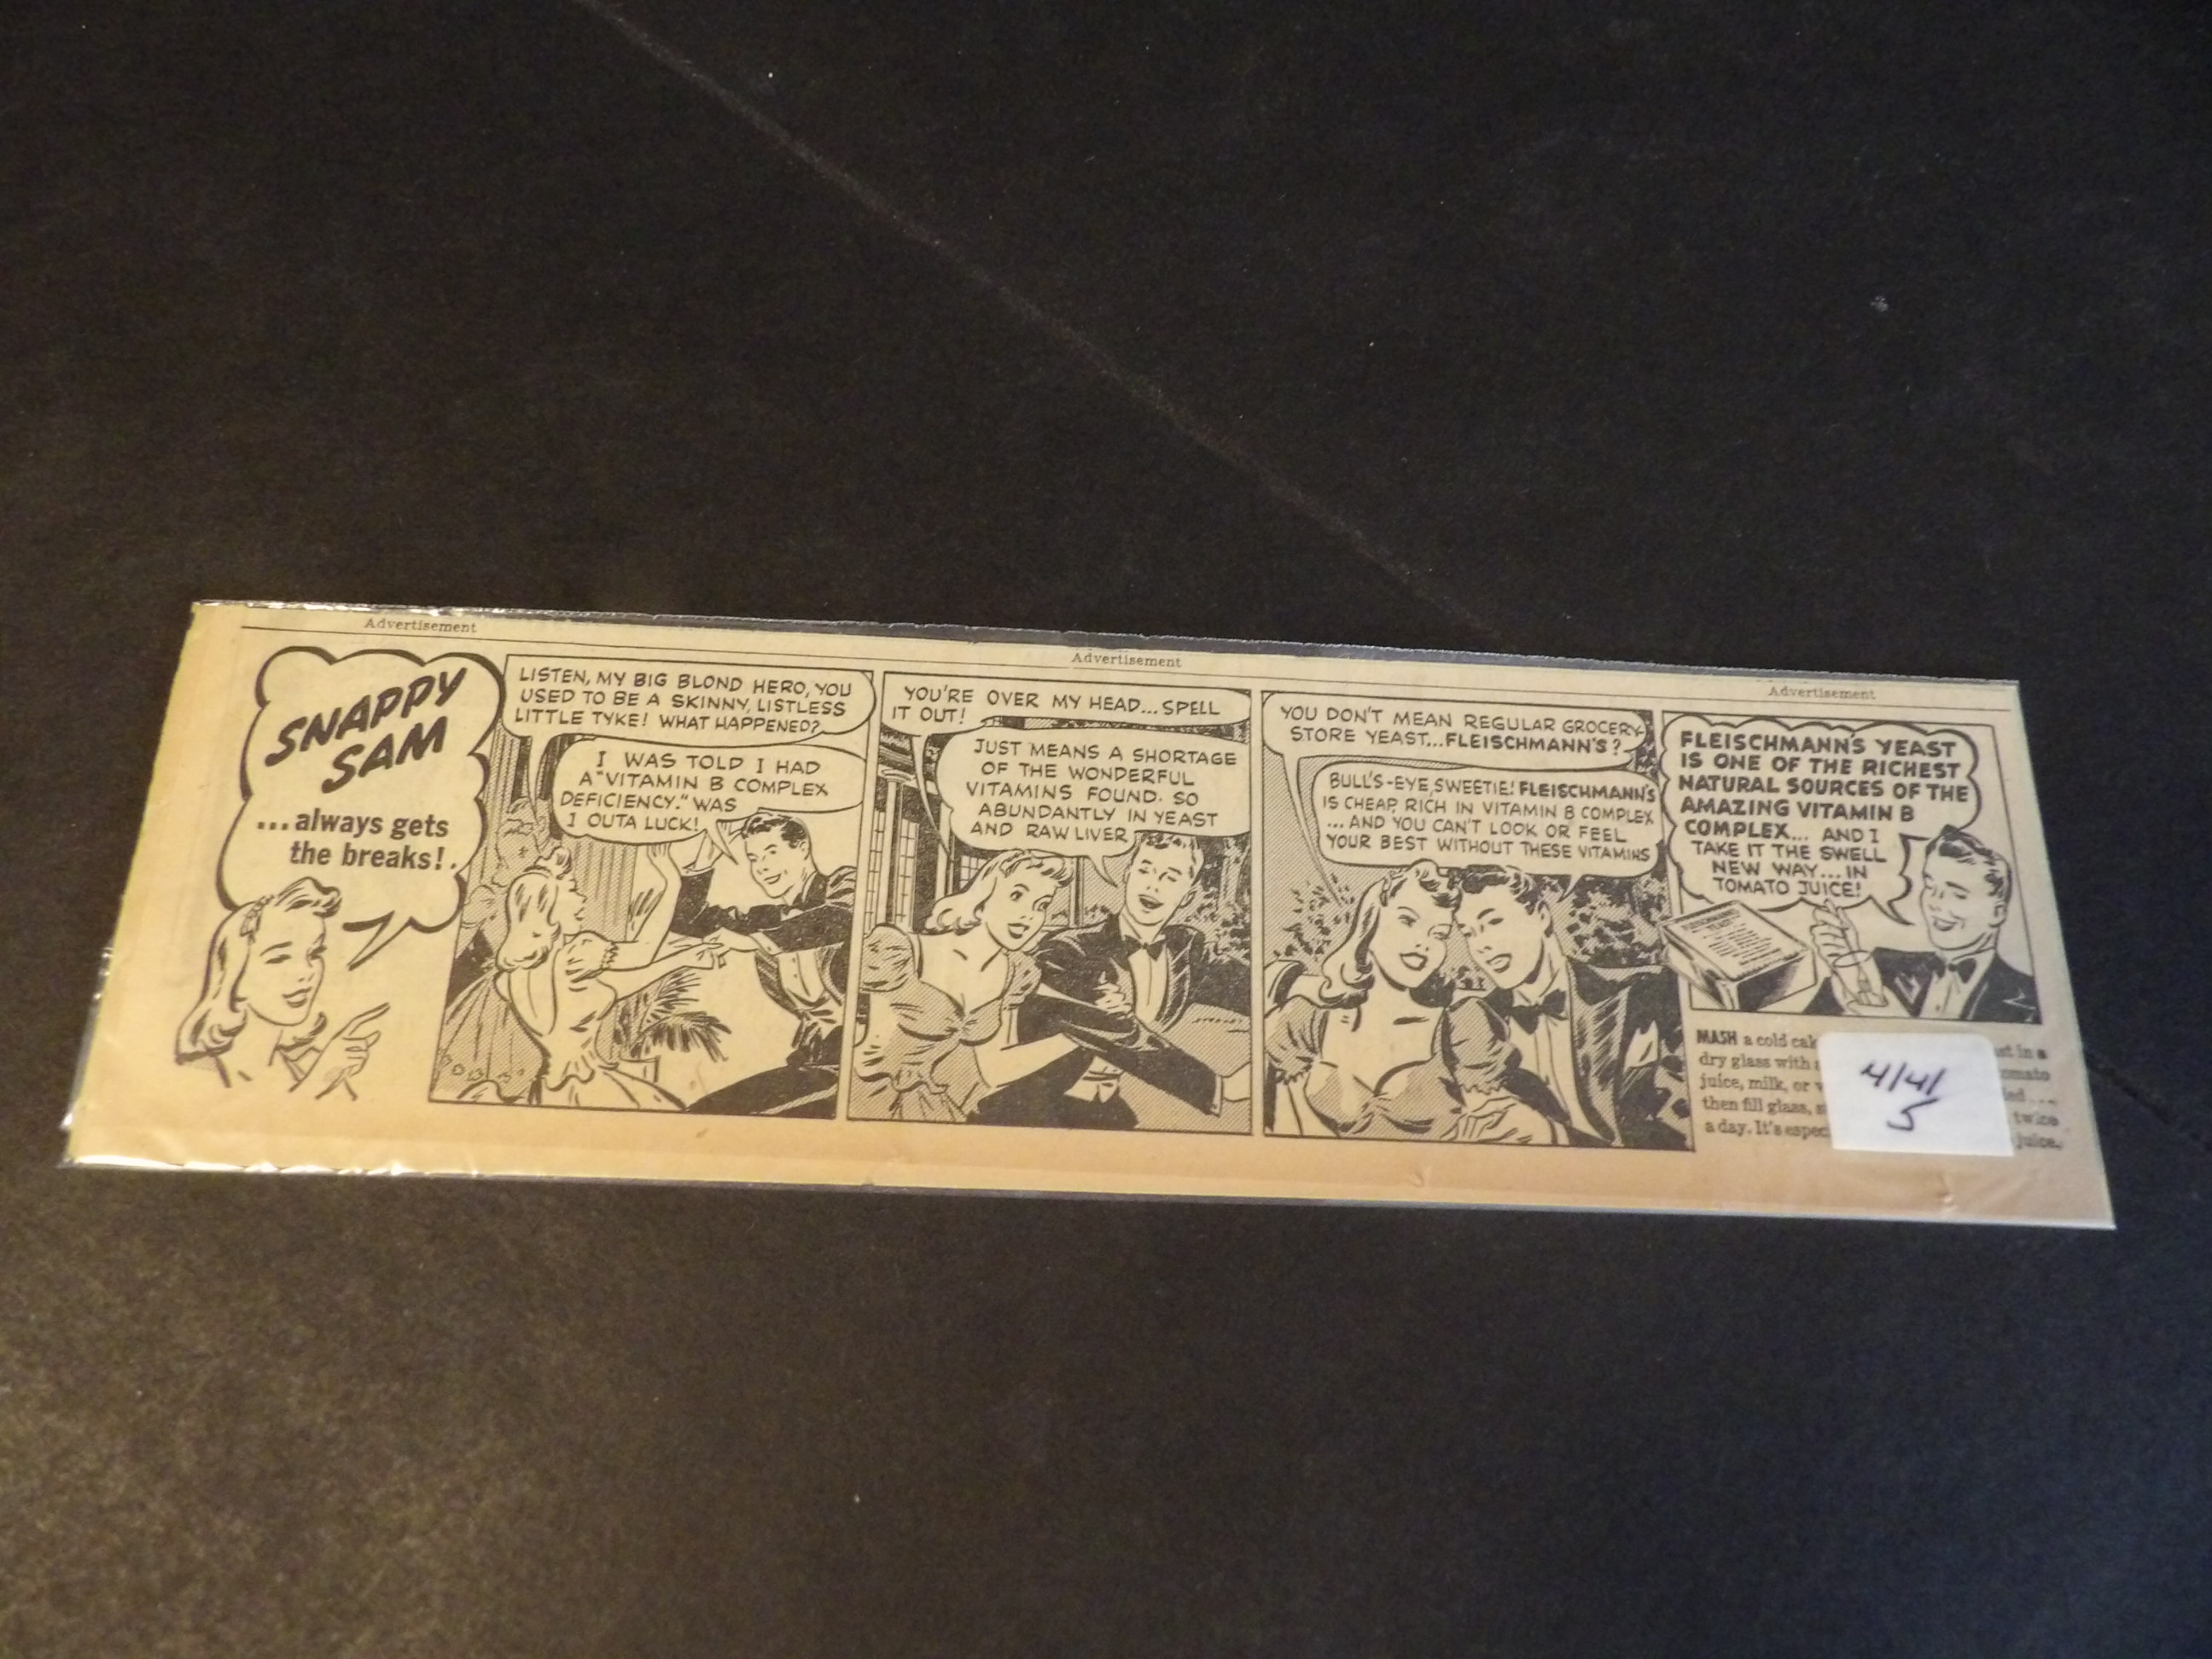 Advertisement
Advertisement
Advertisement
SNAPPY
SAM
...always gets
the breaks!.
LISTEN, MY BIG BLOND HERO, YOU
USED TO BE A SKINNY, LISTLESS
LITTLE TYKE! WHAT HAPPENED?
I WAS TOLD I HAD
A "VITAMIN B COMPLEX
DEFICIENCY." WAS
I OUTA LUCK!
YOU'RE OVER MY HEAD...SPELL
IT OUT!
JUST MEANS A SHORTAGE
OF THE WONDERFUL
VITAMINS FOUND. SO
ABUNDANTLY IN YEAST
AND RAW LIVER
YOU DON'T MEAN REGULAR GROCERY
STORE YEAST...FLEISCHMANN'S?
BULL'S-EYE, SWEETIE! FLEISCHMANN'S
IS CHEAP, RICH IN VITAMIN B COMPLEX
...AND YOU CAN'T LOOK OR FEEL
YOUR BEST WITHOUT THESE VITAMINS
FLEISCHMANN'S YEAST
IS ONE OF THE RICHEST
NATURAL SOURCES OF THE
AMAZING VITAMIN B
COMPLEX... AND I
TAKE IT THE SWELL
NEW WAY... IN
TOMATO JUICE!
MASH a cold in a
dry glass with
juice, milk, or
then fill glass, twice
a day. It's juice.
4/41
5